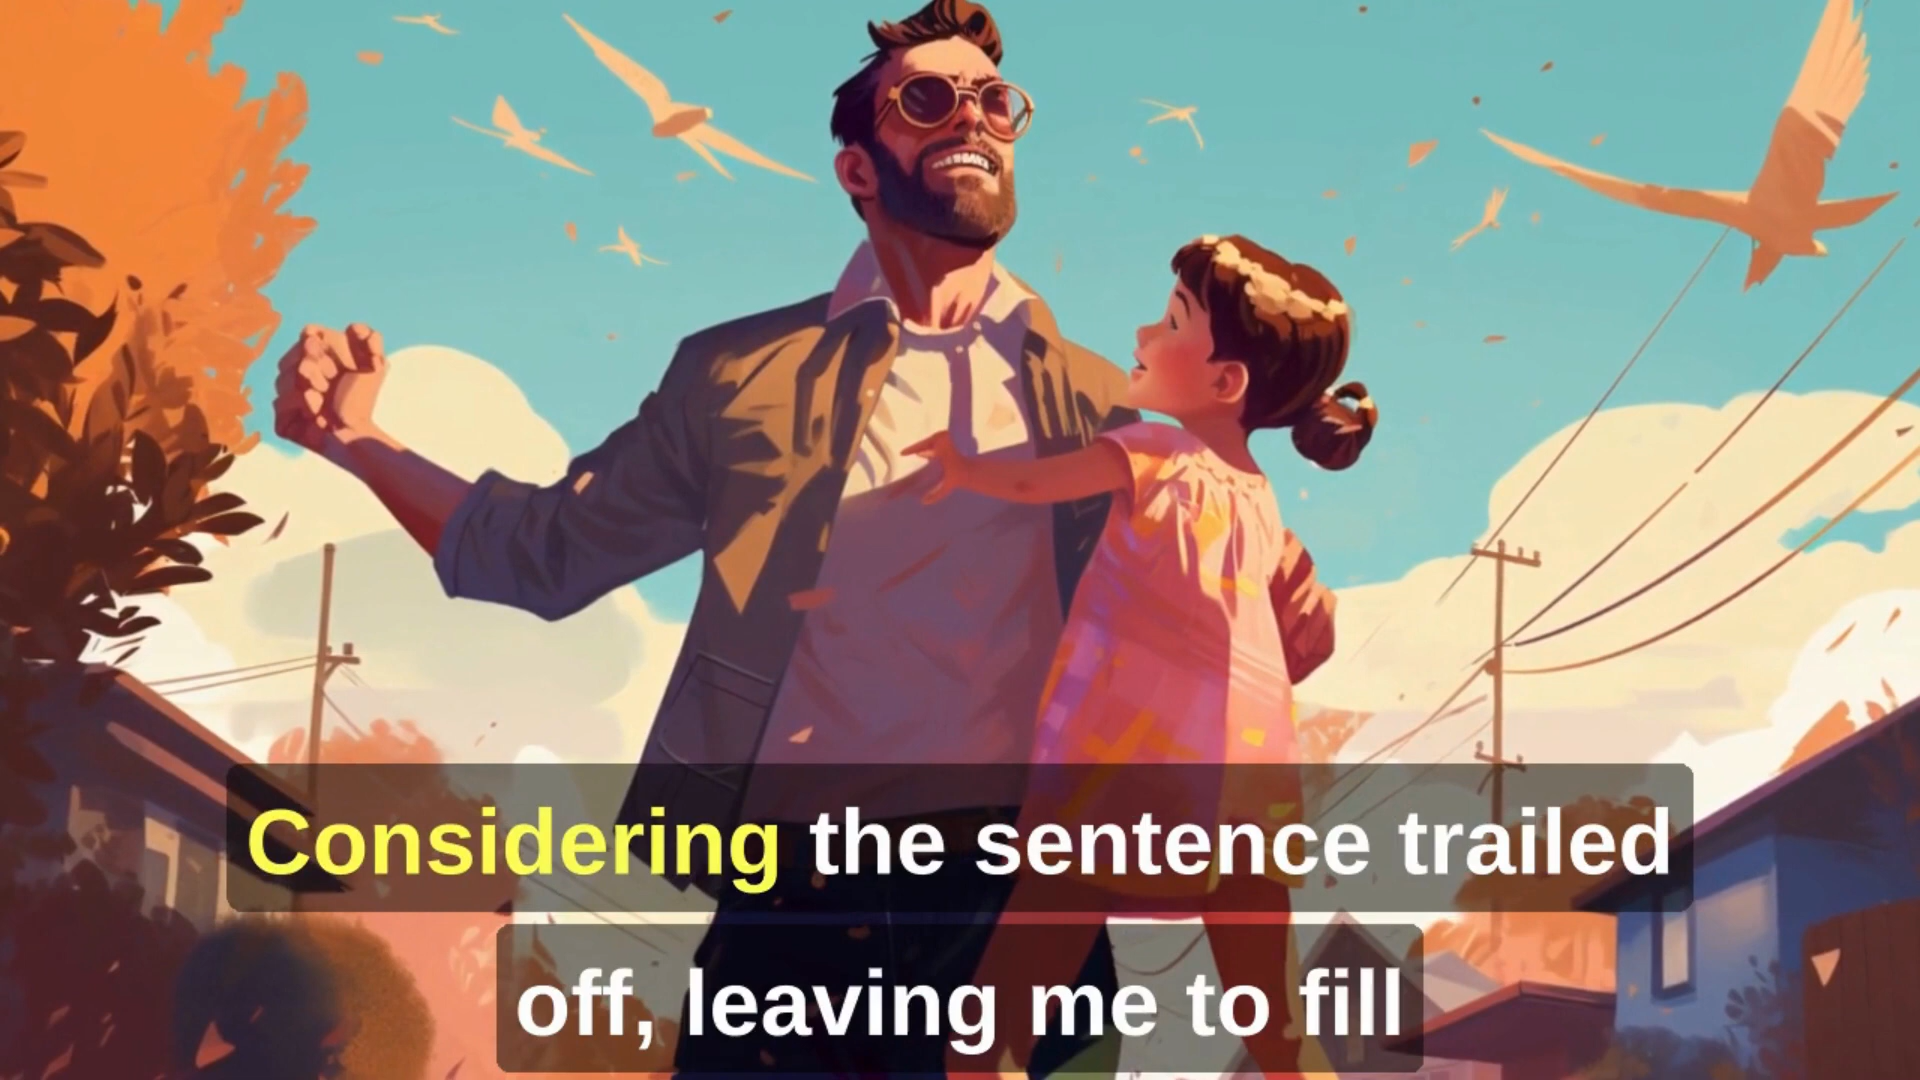 Considering the sentence trailed
off, leaving me to fill